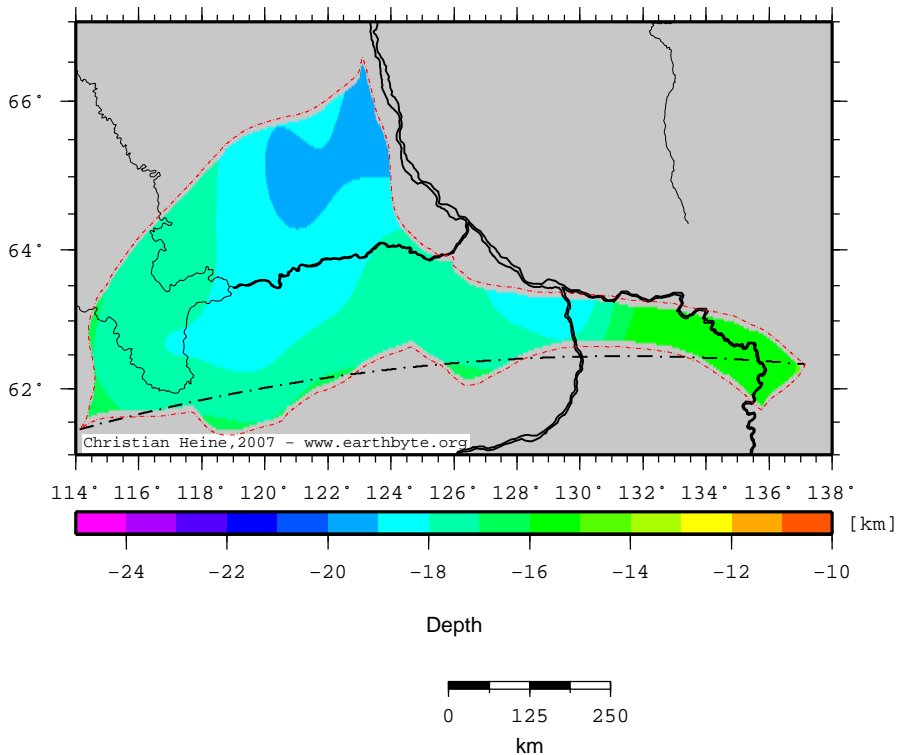 66°
64°
62°
Christian Heine,2007 - www.earthbyte.org
114° 116° 118° 120° 122° 124° 126° 128° 130° 132° 134° 136° 138°
[km]
-24 -22 -20 -18 -16 -14 -12 -10
Depth
0 125 250
km